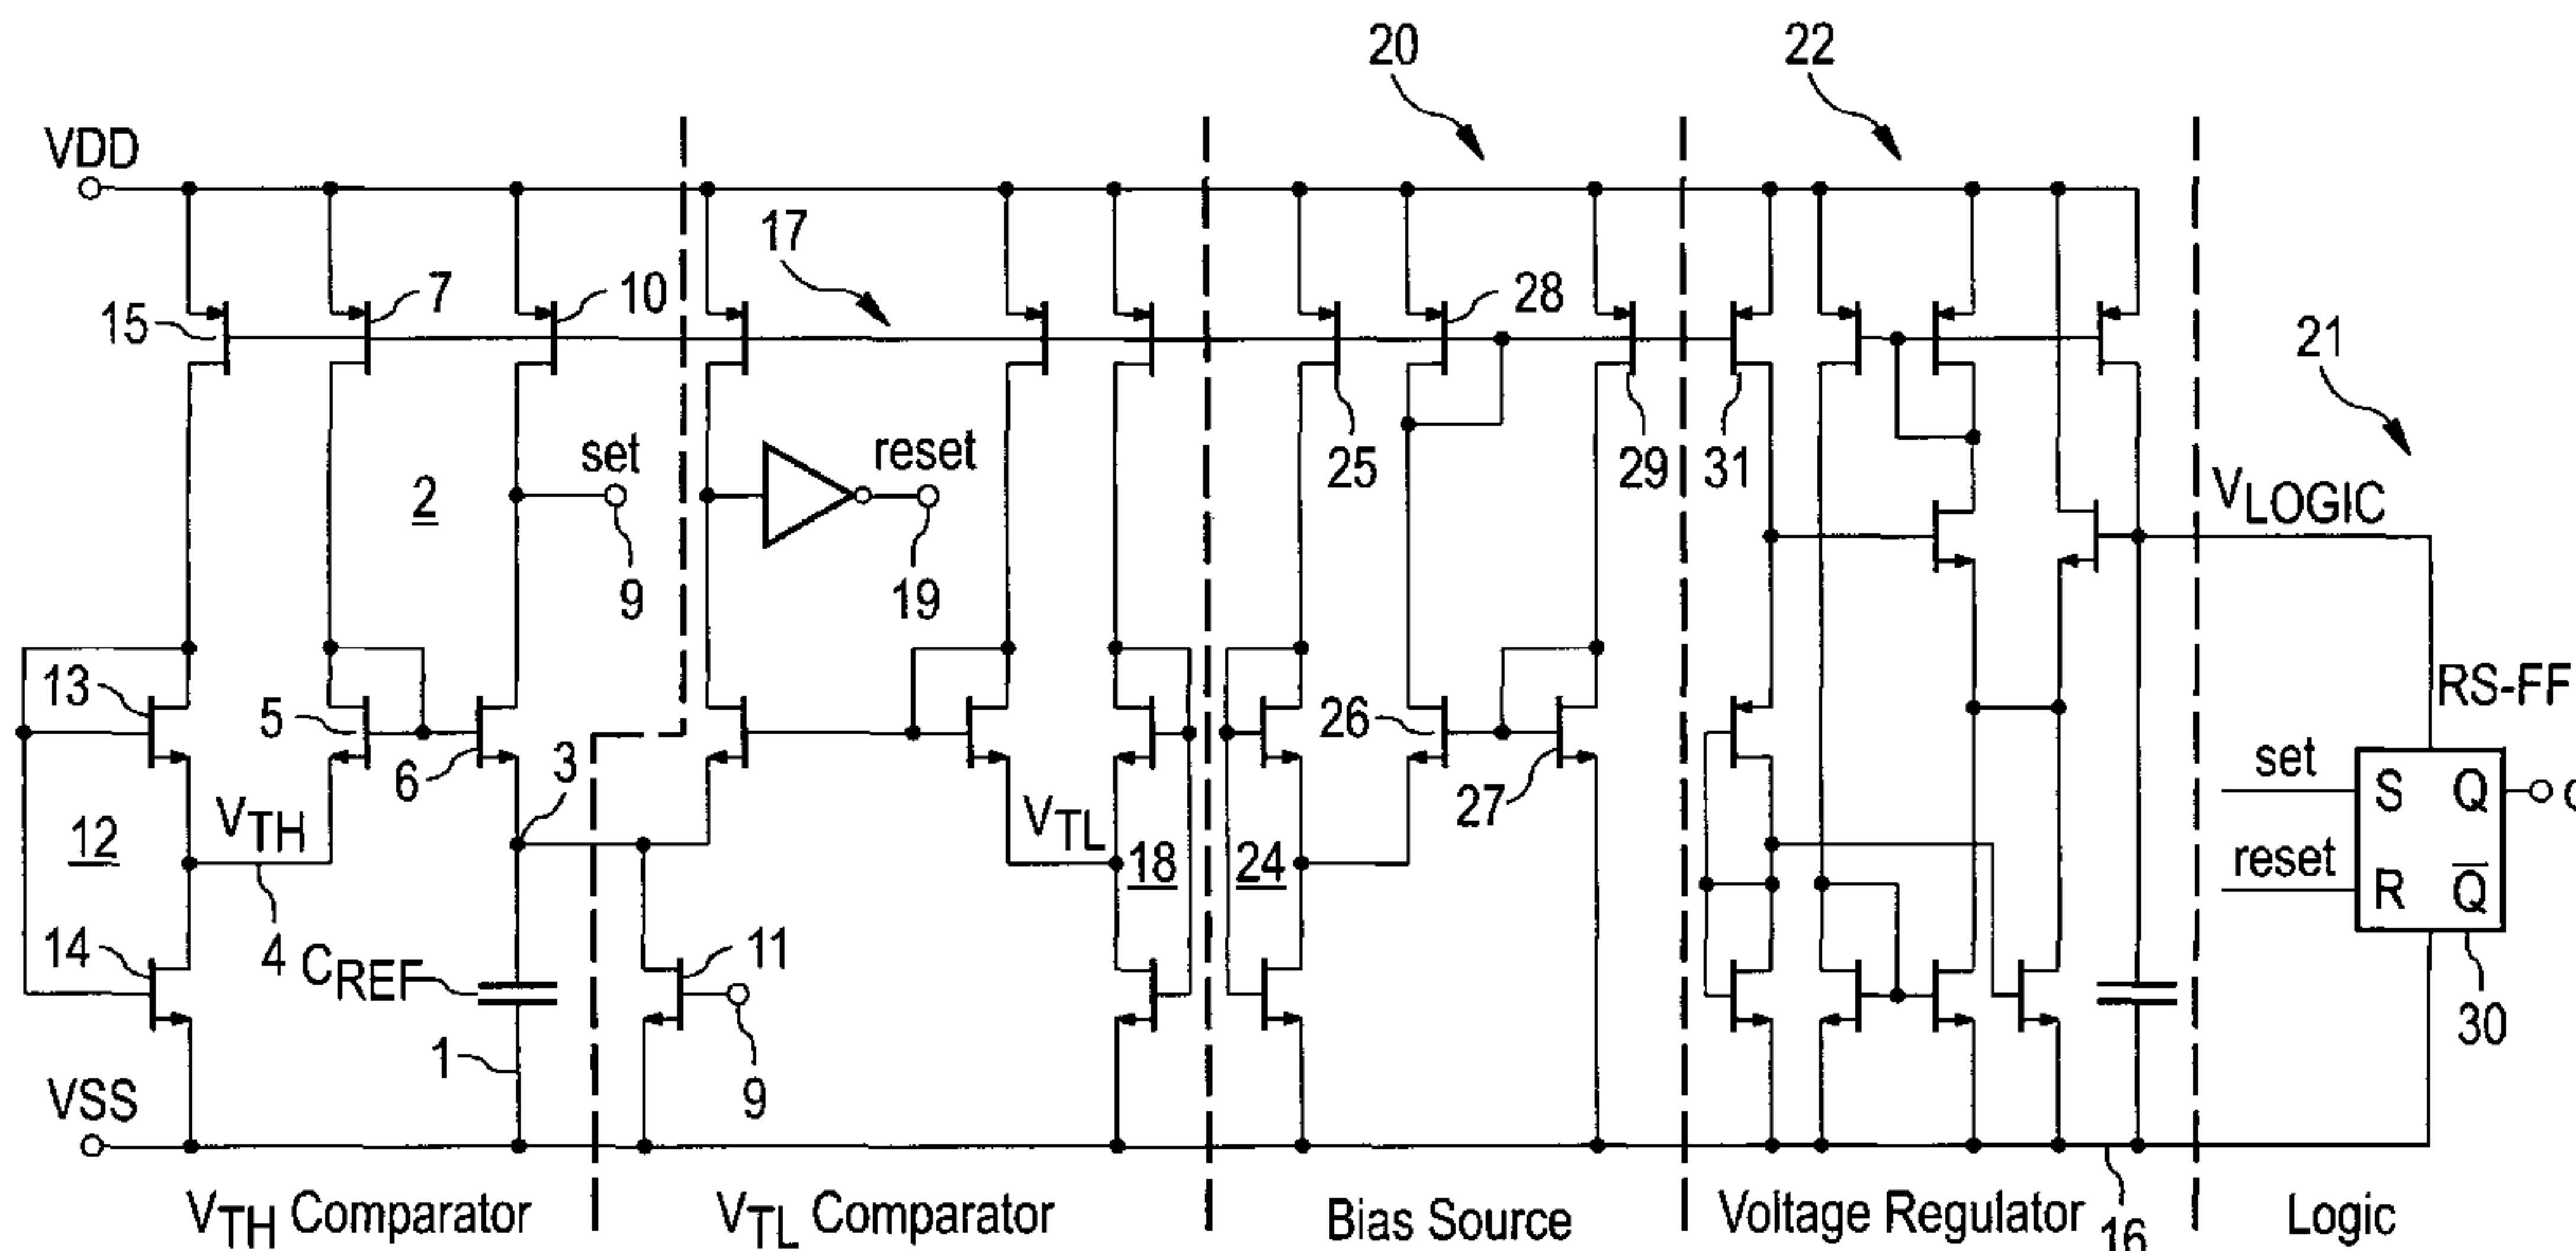 20
22
VDD
17
7
10
28
15
21
set
reset
25
29
31
2
VLOGIC
9
19
13
5
RS-FF
3
26
6
set
S
Q
VTH
VTL
27
12
18
24
reset
R
Q̅
14
4
CREF
11
30
1
9
VSS
VTH Comparator
VTL Comparator
Bias Source
Voltage Regulator
16
Logic